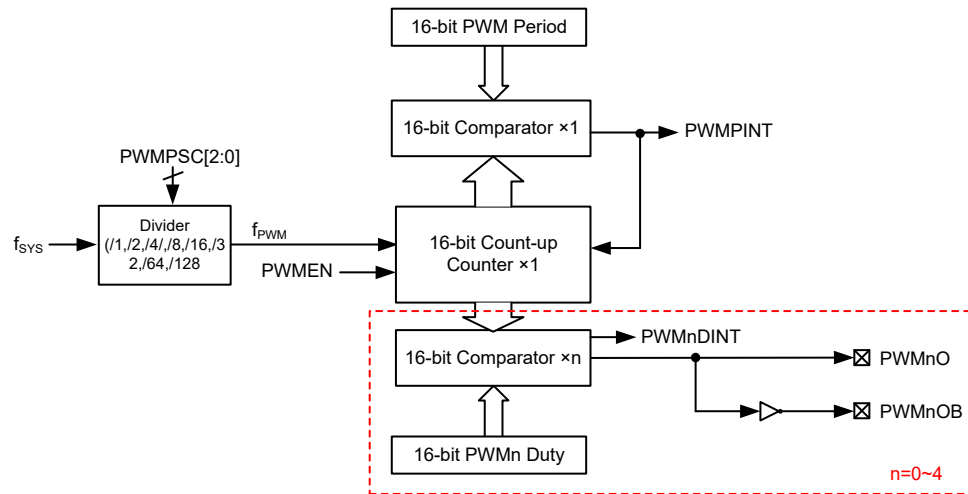 16-bit PWM Period
16-bit Comparator ×1
PWMPINT
PWMPSC[2:0]
Divider
(/1,/2,/4/,/8,/16,/3
2,/64,/128
fSYS
fPWM
16-bit Count-up
Counter ×1
PWMEN
16-bit Comparator ×n
PWMnDINT
PWMnO
PWMnOB
16-bit PWMn Duty
n=0~4